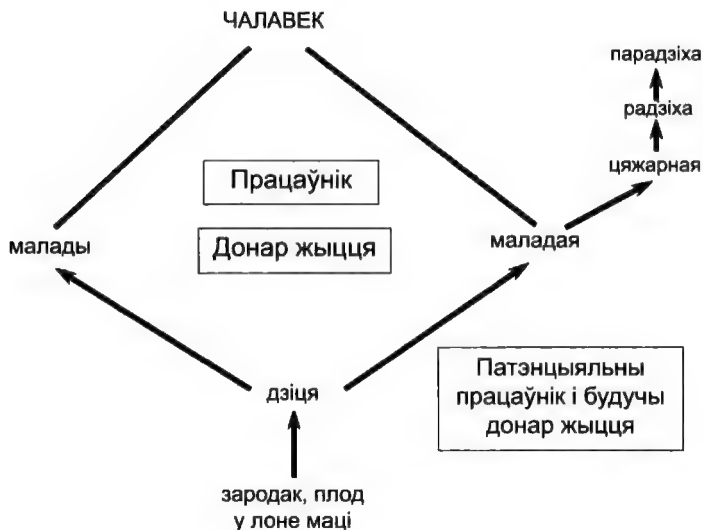 ЧАЛАВЕК
парадзіха
радзіха
цяжарная
Працаўнік
малады
Донар жыцця
маладая
Патэнцыяльны
працаўнік і будучы
донар жыцця
дзіця
зародак, плод
у лоне маці